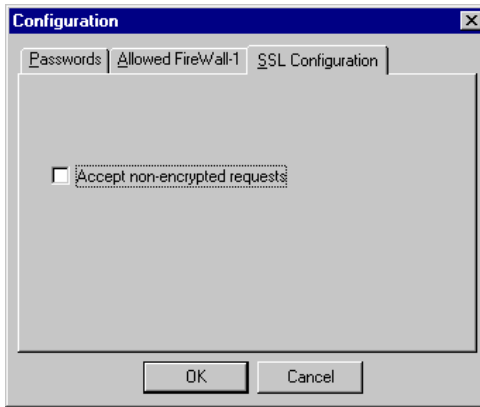 Configuration
Passwords Allowed FireWall-1 SSL Configuration
Accept non-encrypted requests
OK Cancel